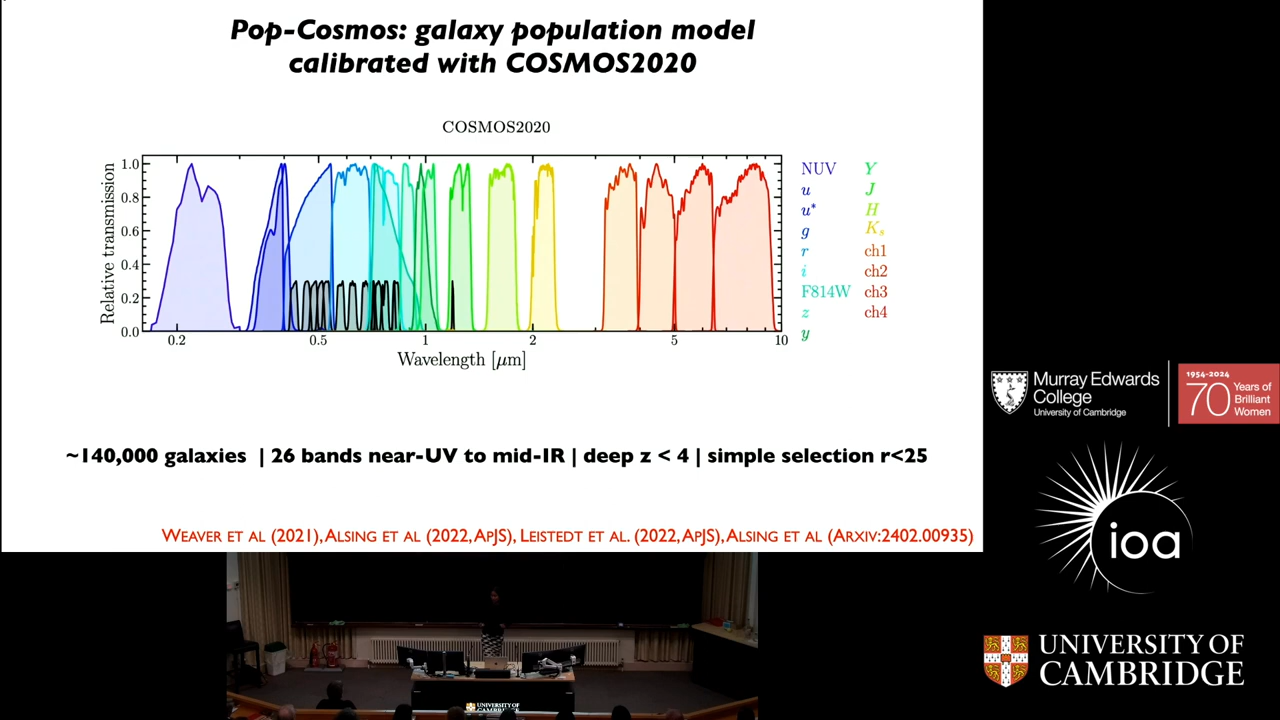 Pop-Cosmos: galaxy population model
calibrated with COSMOS2020
COSMOS2020
Relative transmission
1.0
0.8
0.6
0.4
0.2
0.0
0.2
0.5
1
2
5
10
Wavelength [μm]
NUV
u
u*
g
r
i
F814W
z
y
Y
J
H
Ks
ch1
ch2
ch3
ch4
~140,000 galaxies | 26 bands near-UV to mid-IR | deep z < 4 | simple selection r<25
Weaver et al (2021), Alsing et al (2022, ApJS), Leistedt et al. (2022, ApJS), Alsing et al (Arxiv:2402.00935)
Murray Edwards
College
University of Cambridge
1954-2024
70
Years of
Brilliant
Women
ioa
UNIVERSITY OF
CAMBRIDGE
UNIVERSITY OF
CAMBRIDGE